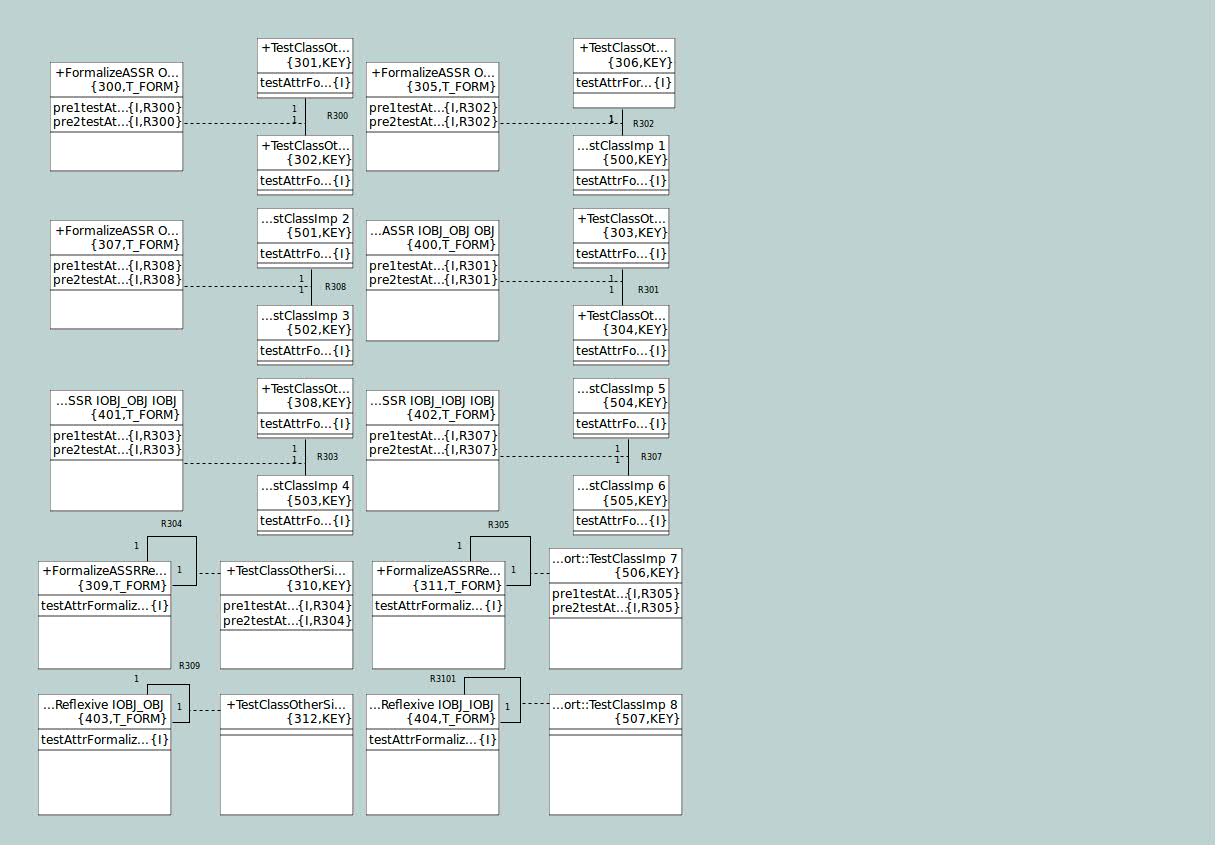 +FormalizeASSR O...
{300,T_FORM}
pre1testAt...{I,R300}
pre2testAt...{I,R300}
+TestClassOt...
{301,KEY}
testAttrFo...{I}
1
1
R300
+TestClassOt...
{302,KEY}
testAttrFo...{I}
+FormalizeASSR O...
{305,T_FORM}
pre1testAt...{I,R302}
pre2testAt...{I,R302}
+TestClassOt...
{306,KEY}
testAttrFor...{I}
1
R302
...stClassImp 1
{500,KEY}
testAttrFo...{I}
+FormalizeASSR O...
{307,T_FORM}
pre1testAt...{I,R308}
pre2testAt...{I,R308}
...stClassImp 2
{501,KEY}
testAttrFo...{I}
1
1
R308
...stClassImp 3
{502,KEY}
testAttrFo...{I}
...ASSR IOBJ_OBJ OBJ
{400,T_FORM}
pre1testAt...{I,R301}
pre2testAt...{I,R301}
+TestClassOt...
{303,KEY}
testAttrFo...{I}
1
1
R301
+TestClassOt...
{304,KEY}
testAttrFo...{I}
...SSR IOBJ_OBJ IOBJ
{401,T_FORM}
pre1testAt...{I,R303}
pre2testAt...{I,R303}
+TestClassOt...
{308,KEY}
testAttrFo...{I}
1
1
R303
...stClassImp 4
{503,KEY}
testAttrFo...{I}
...SSR IOBJ_IOBJ IOBJ
{402,T_FORM}
pre1testAt...{I,R307}
pre2testAt...{I,R307}
...stClassImp 5
{504,KEY}
testAttrFo...{I}
1
1
R307
...stClassImp 6
{505,KEY}
testAttrFo...{I}
R304
1
1
+FormalizeASSRRe...
{309,T_FORM}
testAttrFormaliz...{I}
+TestClassOtherSi...
{310,KEY}
pre1testAt...{I,R304}
pre2testAt...{I,R304}
R305
1
1
+FormalizeASSRRe...
{311,T_FORM}
testAttrFormaliz...{I}
...ort::TestClassImp 7
{506,KEY}
pre1testAt...{I,R305}
pre2testAt...{I,R305}
R309
1
1
...Reflexive IOBJ_OBJ
{403,T_FORM}
testAttrFormaliz...{I}
+TestClassOtherSi...
{312,KEY}
R3101
1
...Reflexive IOBJ_IOBJ
{404,T_FORM}
testAttrFormaliz...{I}
...ort::TestClassImp 8
{507,KEY}